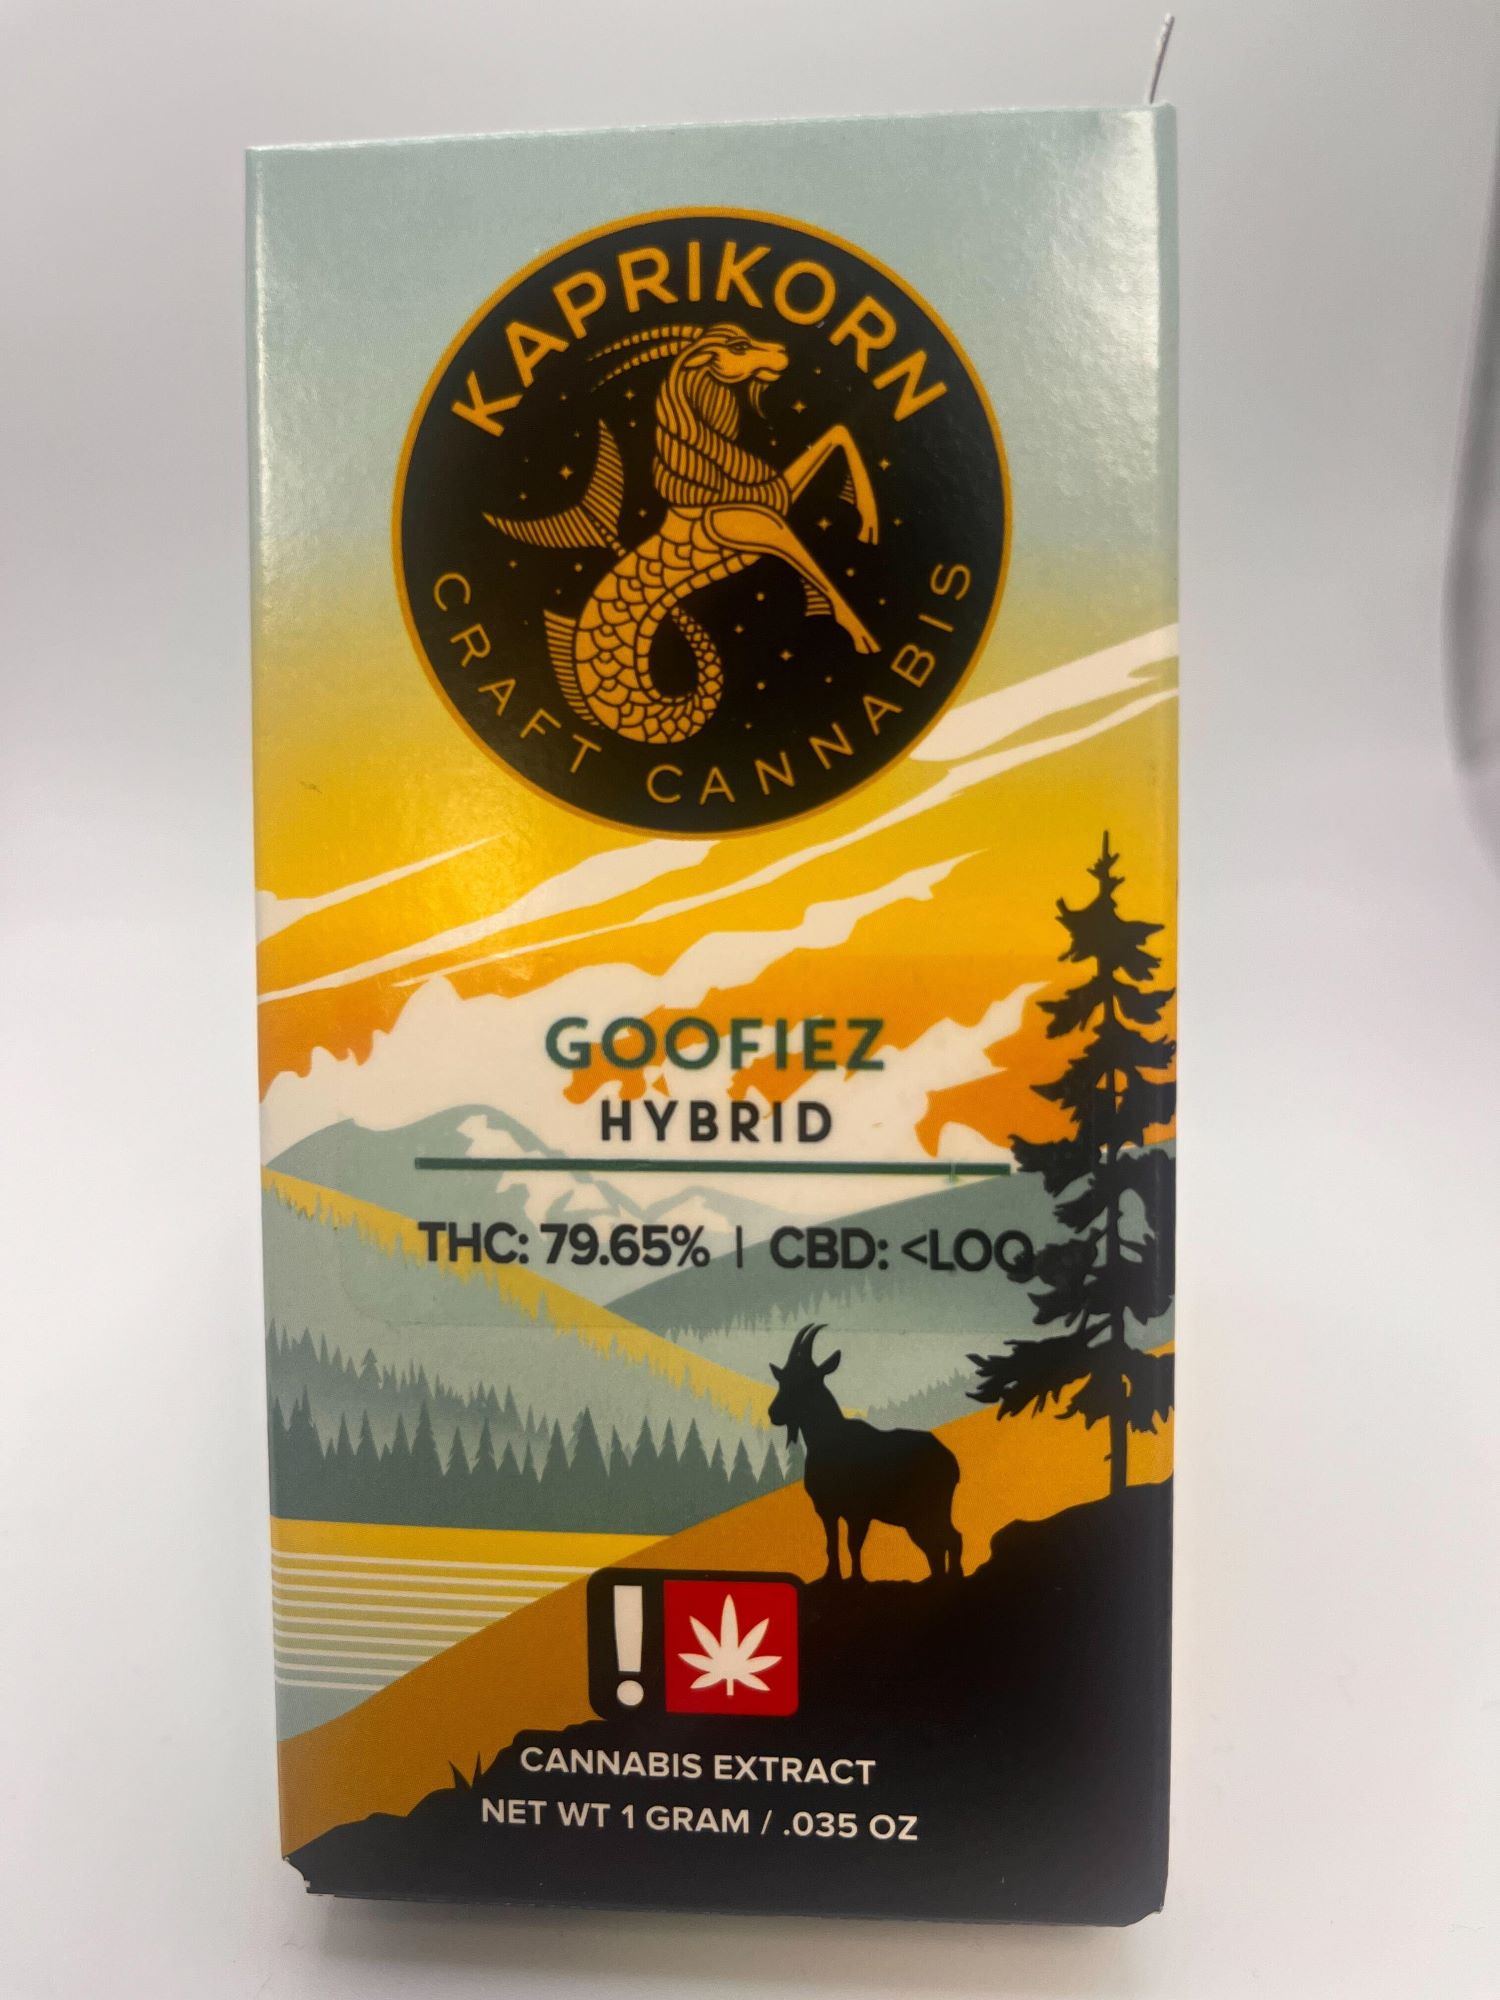 KAPRIKORN
CRAFT CANNABIS
GOOFIEZ
HYBRID
THC: 79.65% | CBD: <LOQ
!
CANNABIS EXTRACT
NET WT 1 GRAM / .035 OZ